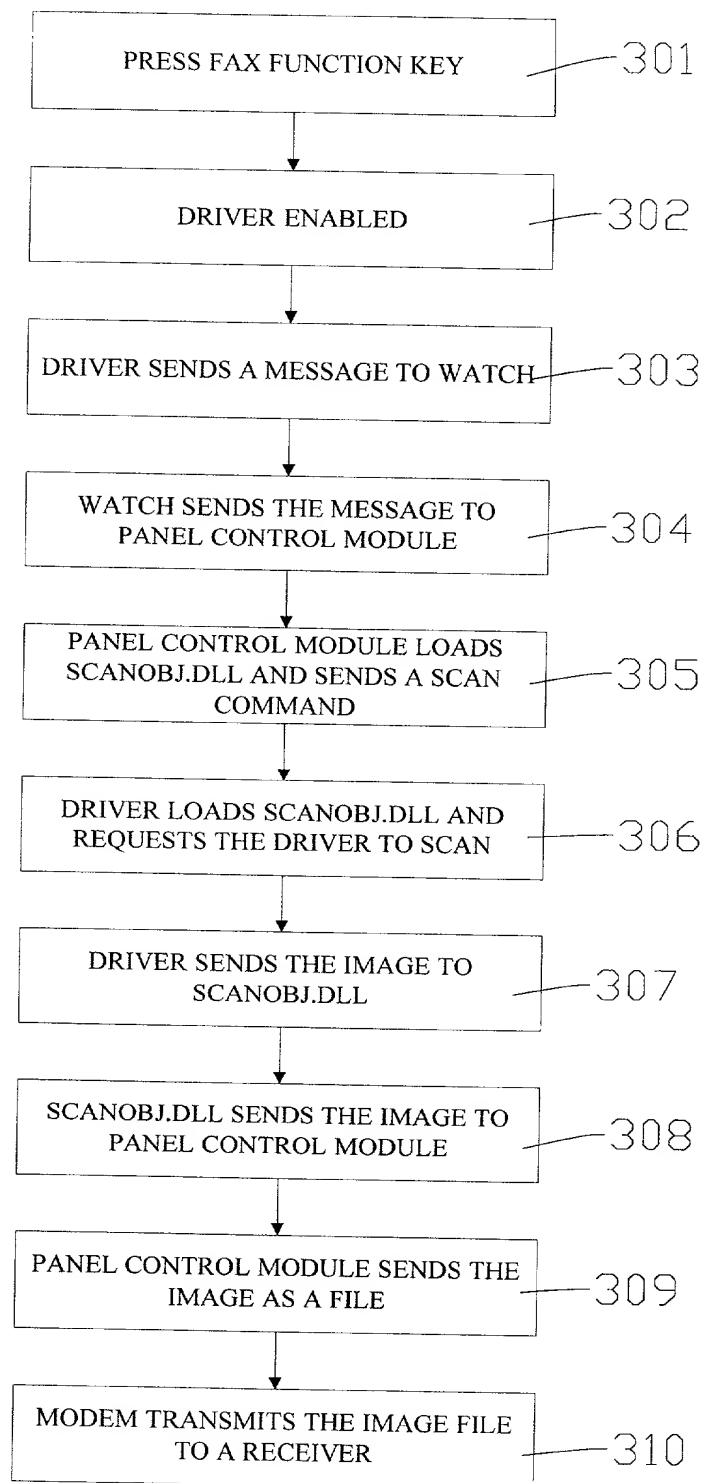 PRESS FAX FUNCTION KEY
301
DRIVER ENABLED
302
DRIVER SENDS A MESSAGE TO WATCH
303
WATCH SENDS THE MESSAGE TO
PANEL CONTROL MODULE
304
PANEL CONTROL MODULE LOADS
SCANOBJ.DLL AND SENDS A SCAN
COMMAND
305
DRIVER LOADS SCANOBJ.DLL AND
REQUESTS THE DRIVER TO SCAN
306
DRIVER SENDS THE IMAGE TO
SCANOBJ.DLL
307
SCANOBJ.DLL SENDS THE IMAGE TO
PANEL CONTROL MODULE
308
PANEL CONTROL MODULE SENDS THE
IMAGE AS A FILE
309
MODEM TRANSMITS THE IMAGE FILE
TO A RECEIVER
310